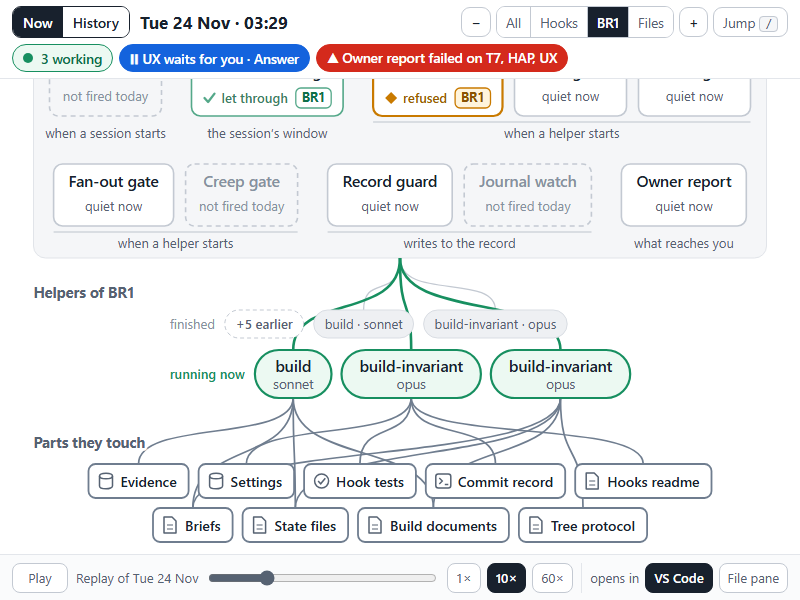 Now History Tue 24 Nov · 03:29 − All Hooks BR1 Files + Jump /
3 working UX waits for you · Answer Owner report failed on T7, HAP, UX
not fired today let through BR1 refused BR1 quiet now quiet now
when a session starts the session's window when a helper starts
Fan-out gate Creep gate Record guard Journal watch Owner report
quiet now not fired today quiet now not fired today quiet now
when a helper starts writes to the record what reaches you
Helpers of BR1
finished +5 earlier build · sonnet build-invariant · opus
running now build build-invariant build-invariant
sonnet opus opus
Parts they touch
Evidence Settings Hook tests Commit record Hooks readme
Briefs State files Build documents Tree protocol
Play Replay of Tue 24 Nov 1× 10× 60× opens in VS Code File pane